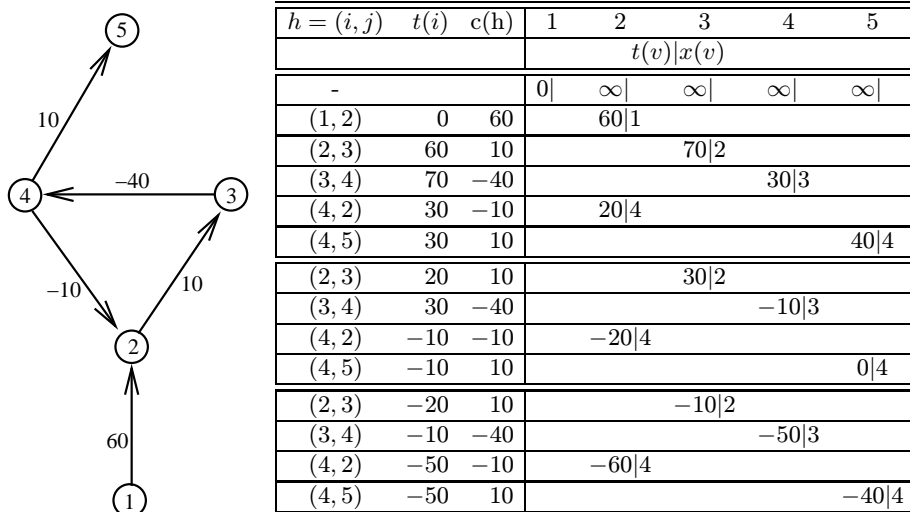 5
10
4
−40
3
−10
10
2
60
1
h = (i, j) t(i) c(h) 1 2 3 4 5
t(v)|x(v)
- 0| ∞| ∞| ∞| ∞|
(1, 2) 0 60 60|1
(2, 3) 60 10 70|2
(3, 4) 70 −40 30|3
(4, 2) 30 −10 20|4
(4, 5) 30 10 40|4
(2, 3) 20 10 30|2
(3, 4) 30 −40 −10|3
(4, 2) −10 −10 −20|4
(4, 5) −10 10 0|4
(2, 3) −20 10 −10|2
(3, 4) −10 −40 −50|3
(4, 2) −50 −10 −60|4
(4, 5) −50 10 −40|4